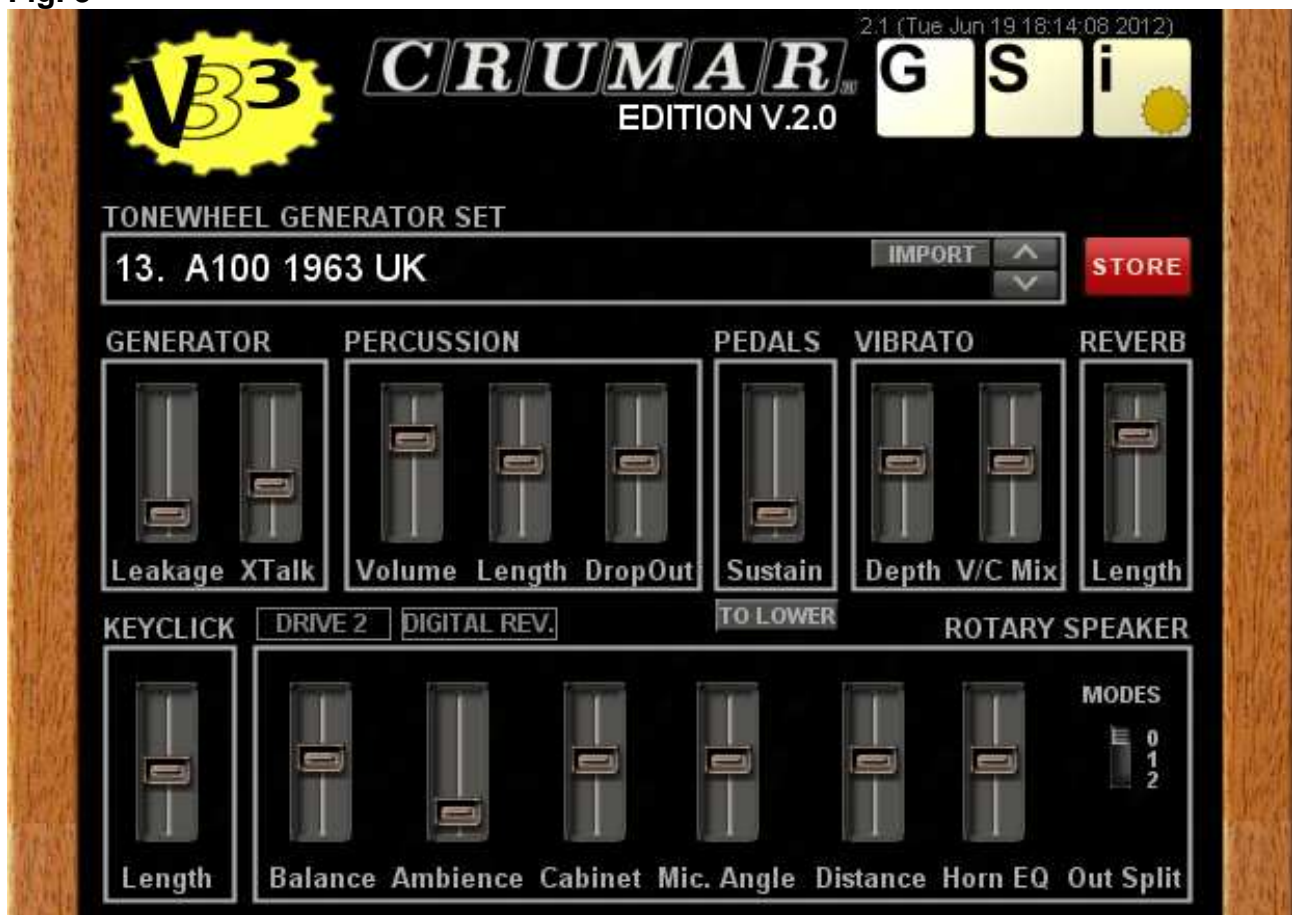 2.1 (Tue Jun 19 18:14:08 2012)
VB3
CRUMAR
G S i
EDITION V.2.0
TONEWHEEL GENERATOR SET
13. A100 1963 UK
IMPORT
STORE
GENERATOR PERCUSSION PEDALS VIBRATO REVERB
Leakage XTalk Volume Length DropOut Sustain Depth V/C Mix Length
KEYCLICK DRIVE 2 DIGITAL REV. TO LOWER ROTARY SPEAKER
MODES
0
1
2
Length Balance Ambience Cabinet Mic. Angle Distance Horn EQ Out Split